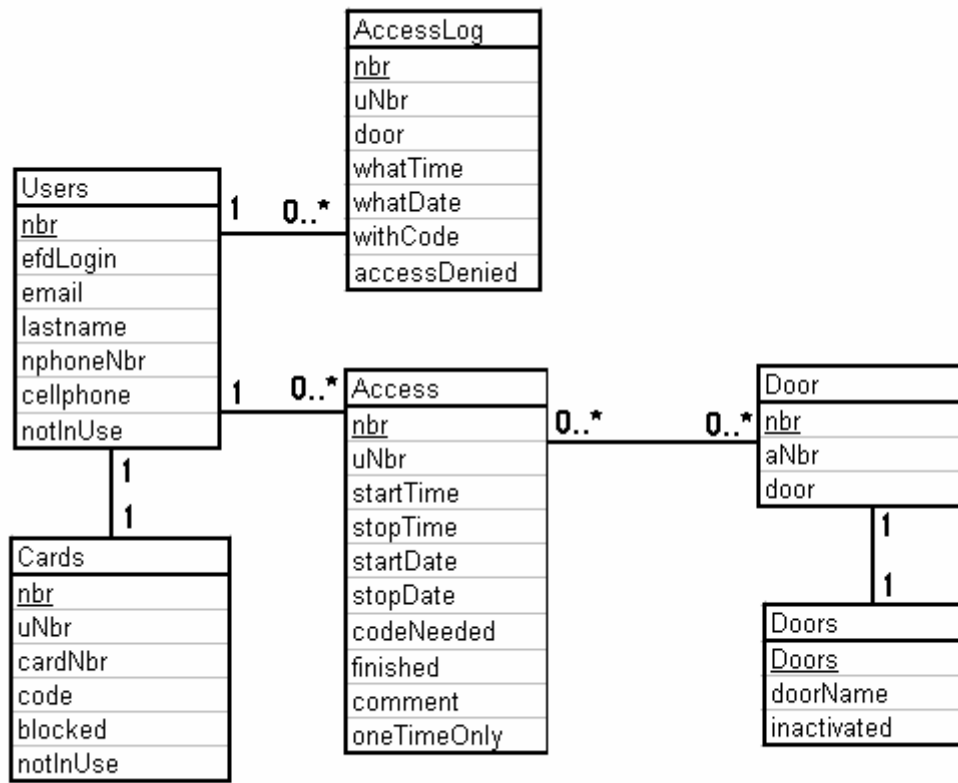 AccessLog
nbr
uNbr
door
whatTime
whatDate
withCode
accessDenied
Users
nbr
efdLogin
email
lastname
nphoneNbr
cellphone
notInUse
1
0..*
1
0..*
Access
nbr
uNbr
startTime
stopTime
startDate
stopDate
codeNeeded
finished
comment
oneTimeOnly
0..*
0..*
Door
nbr
aNbr
door
1
1
Cards
nbr
uNbr
cardNbr
code
blocked
notInUse
1
1
Doors
Doors
doorName
inactivated